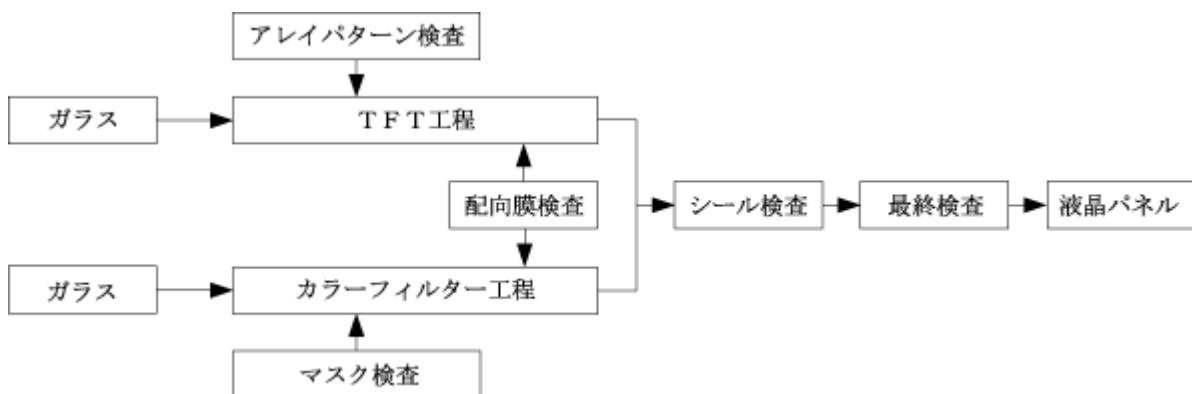 アレイパターン検査
ガラス
ＴＦＴ工程
配向膜検査
シール検査
最終検査
液晶パネル
ガラス
カラーフィルター工程
マスク検査